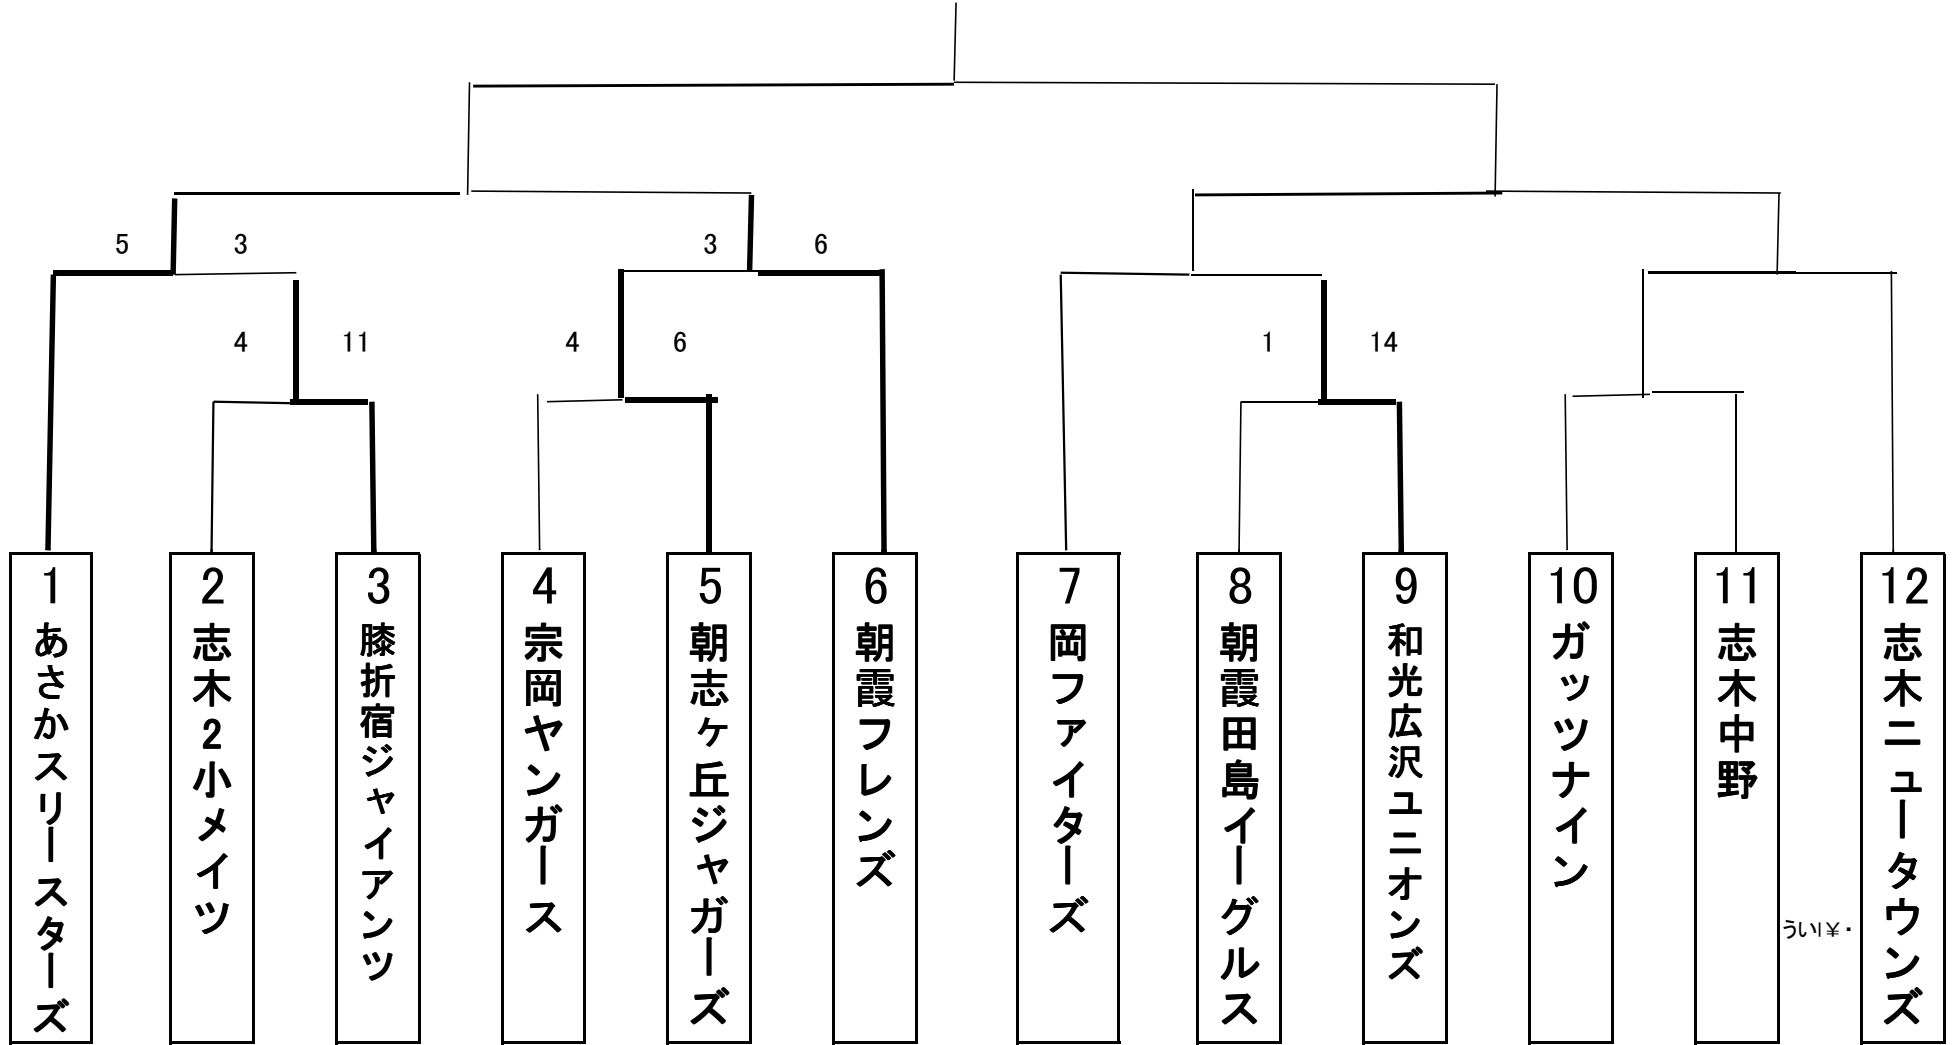 5
3
3
6
4
11
4
6
1
14
1 あさかスリースターズ
2 志木2小メイツ
3 膝折宿ジャイアンツ
4 宗岡ヤンガース
5 朝志ヶ丘ジャガーズ
6 朝霞フレンズ
7 岡ファイターズ
8 朝霞田島イーグルス
9 和光広沢ユニオンズ
10 ガッツナイン
11 志木中野
12 志木ニュータウンズ
ういl¥・